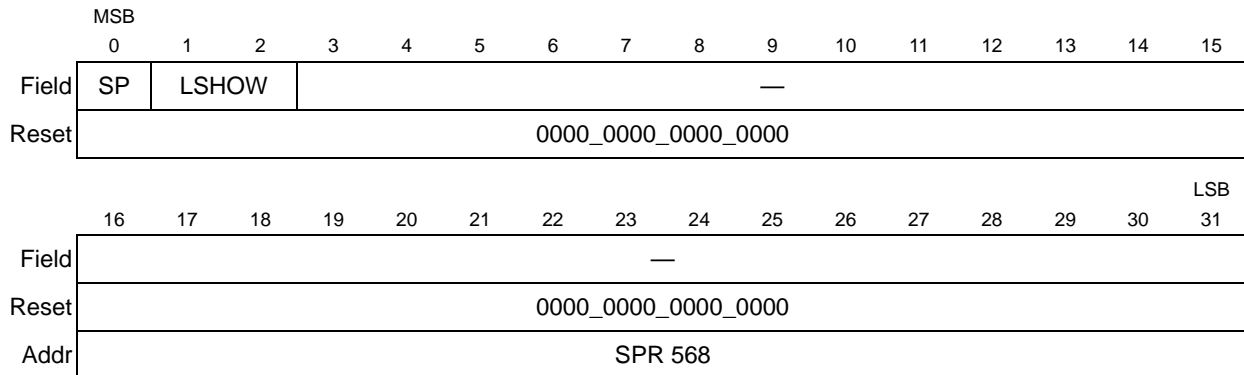 MSB
0 1 2 3 4 5 6 7 8 9 10 11 12 13 14 15
Field SP LSHOW —
Reset 0000_0000_0000_0000
LSB
16 17 18 19 20 21 22 23 24 25 26 27 28 29 30 31
Field —
Reset 0000_0000_0000_0000
Addr SPR 568